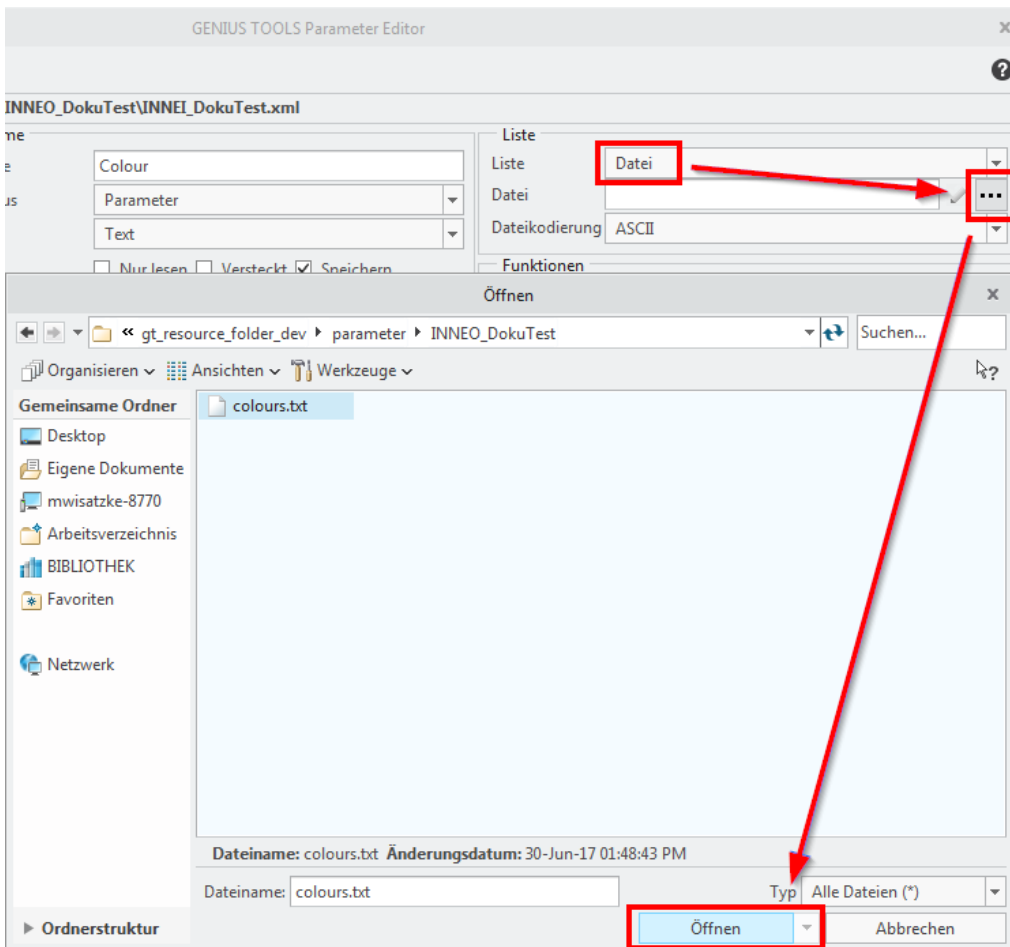 GENIUS TOOLS Parameter Editor
INNEO_DokuTest\INNEI_DokuTest.xml
me
Liste
e
Colour
Liste
Datei
us
Parameter
Datei
Text
Dateikodierung
ASCII
Nur lesen
Versteckt
Speichern
Funktionen
Öffnen
« gt_resource_folder_dev
parameter
INNEO_DokuTest
Suchen...
Organisieren
Ansichten
Werkzeuge
Gemeinsame Ordner
colours.txt
Desktop
Eigene Dokumente
mwisatzke-8770
Arbeitsverzeichnis
BIBLIOTHEK
Favoriten
Netzwerk
Dateiname: colours.txt Änderungsdatum: 30-Jun-17 01:48:43 PM
Dateiname:
colours.txt
Typ
Alle Dateien (*)
Ordnerstruktur
Öffnen
Abbrechen